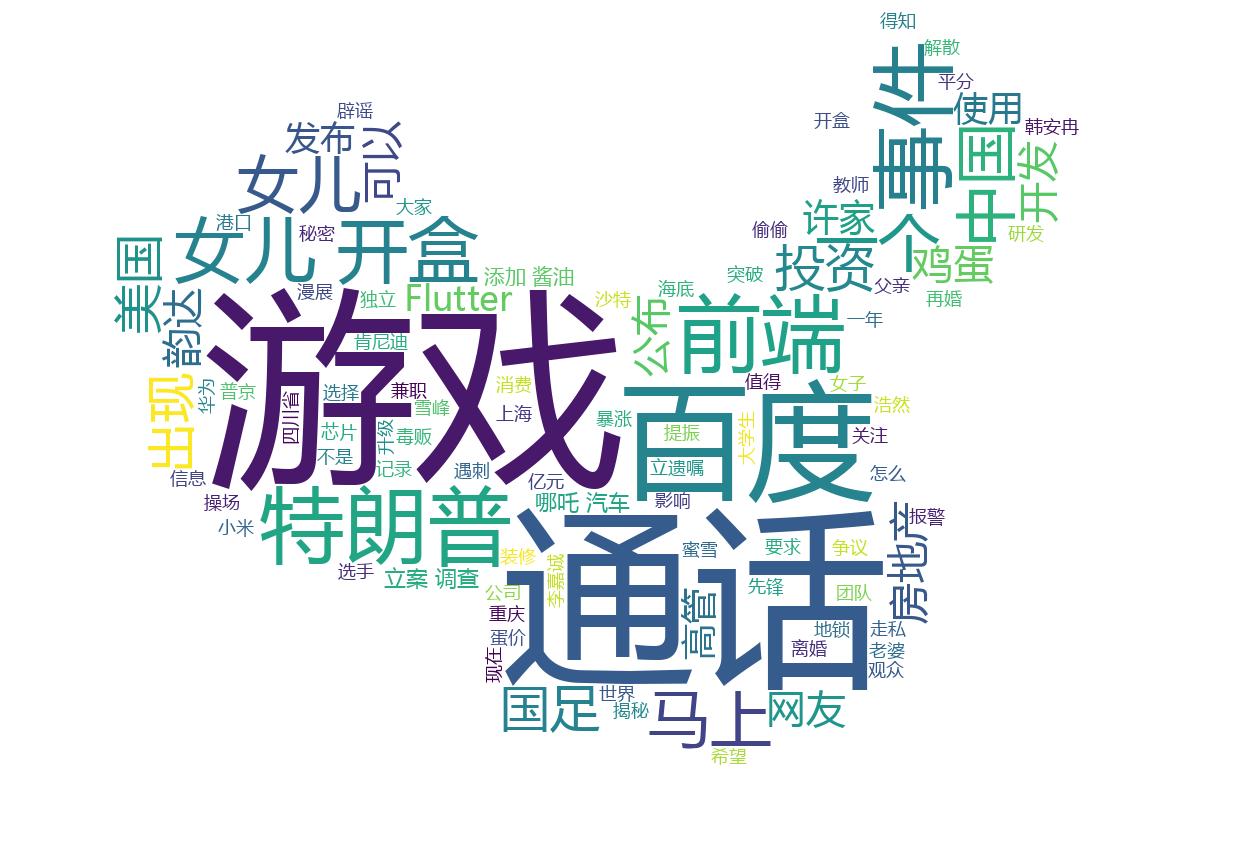 得知
解散
事件
平分
使用
辟谣
开盒
韩安冉
发布
可以
中国
开发
女儿
教师
大家
港口
许家
女儿 开盒
秘密
偷偷
一个
研发
美国
投资
鸡蛋
添加 酱油
突破
父亲
漫展
独立
Flutter
沙特
海底
再婚
韵达
游戏
公布
前端
一年
肯尼迪
出现
华为
普京
四川省
选择
兼职
消费
值得
女子
百度
雪峰
上海
暴涨
浩然
芯片
升级
毒贩
提振
大学生
关注
不是
记录
遇刺
立遗嘱
怎么
信息
亿元
操场
特朗普
哪吒 汽车
影响
房地产
报警
小米
通话
装修
蜜雪
要求
争议
选手
立案 调查
李嘉诚
公司
高管
先锋
团队
重庆
地锁
走私
蛋价
离婚
老婆
现在
观众
国足
世界
揭秘
马上
网友
希望